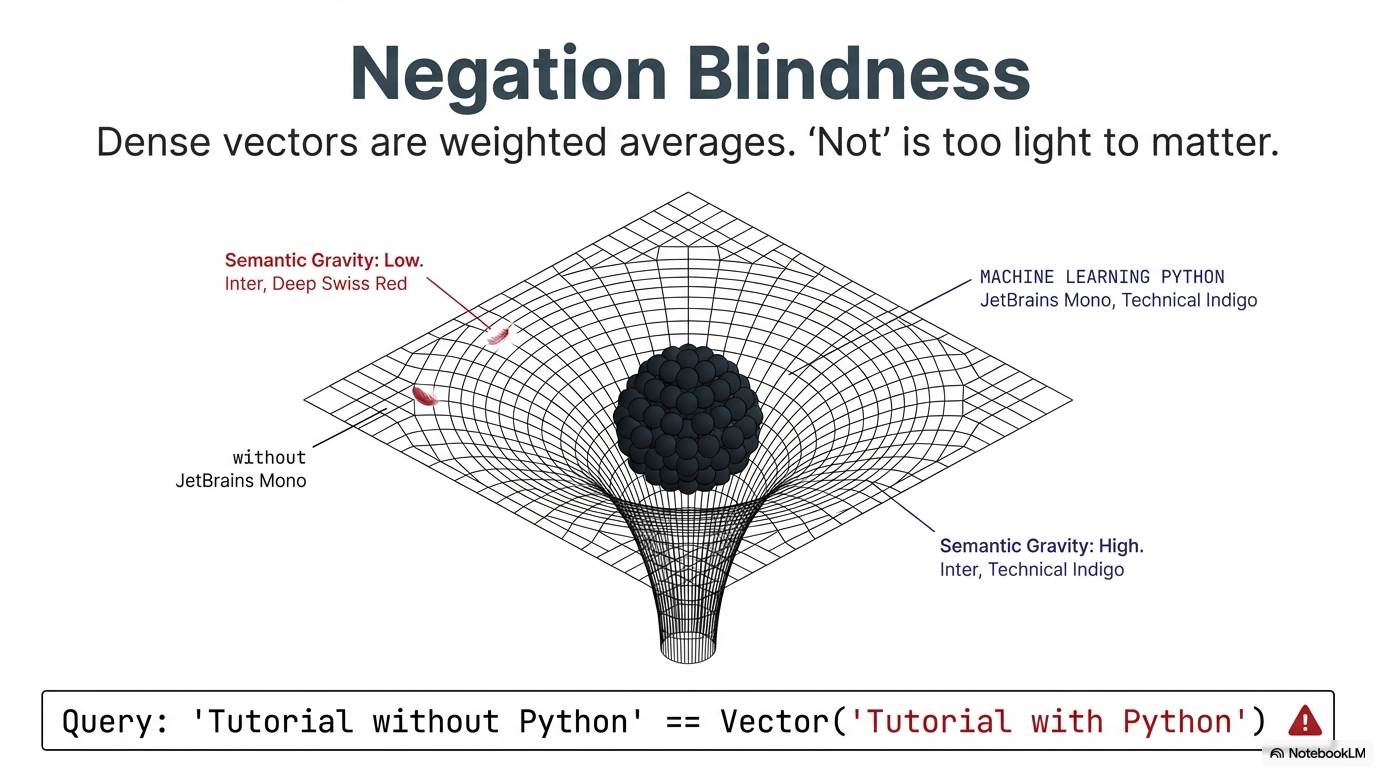 Negation Blindness
Dense vectors are weighted averages. ‘Not’ is too light to matter.
Semantic Gravity: Low.
Inter, Deep Swiss Red
MACHINE LEARNING PYTHON
JetBrains Mono, Technical Indigo
without
JetBrains Mono
Semantic Gravity: High.
Inter, Technical Indigo
Query: 'Tutorial without Python' == Vector('Tutorial with Python')
NotebookLM